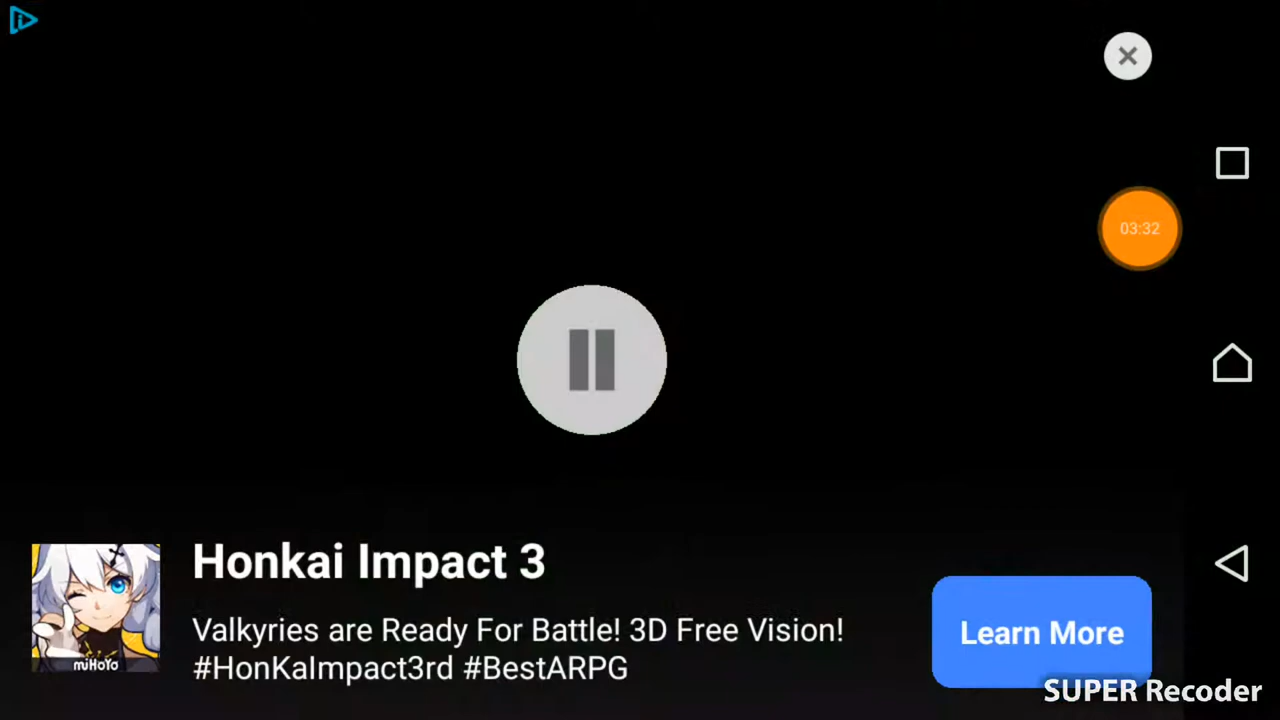 03:32
Honkai Impact 3
Valkyries are Ready For Battle! 3D Free Vision!
#HonKaImpact3rd #BestARPG
miHoYo
Learn More
SUPER Recoder